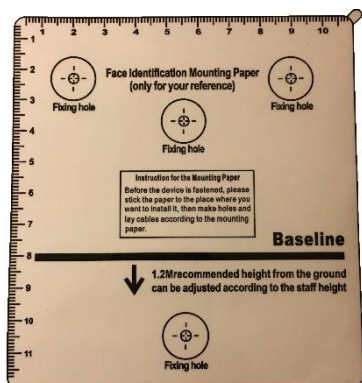 1 2 3 4 5 6 7 8 9 10
1
2
3
4
5
6
7
8
9
10
11
Face Identification Mounting Paper
(only for your reference)
Fixing hole
Fixing hole
Fixing hole
Instruction for the Mounting Paper
Before the device is fastened, please
stick the paper to the place where you
want to install it, then make holes and
lay cables according to the mounting
paper.
Baseline
1.2Mrecommended height from the ground
can be adjusted according to the staff height
Fixing hole